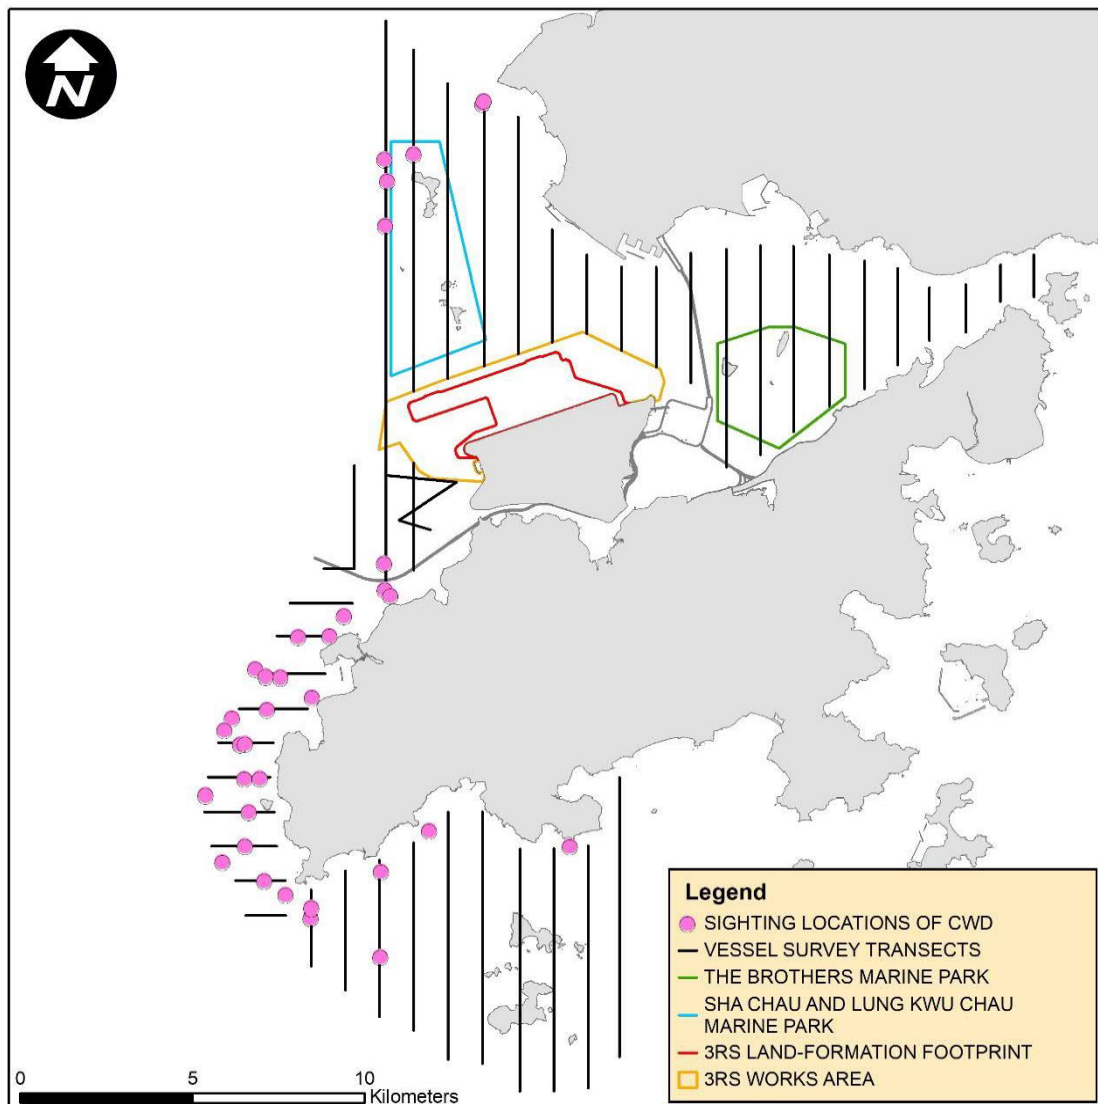 N
Legend
SIGHTING LOCATIONS OF CWD
VESSEL SURVEY TRANSECTS
THE BROTHERS MARINE PARK
SHA CHAU AND LUNG KWU CHAU
MARINE PARK
3RS LAND-FORMATION FOOTPRINT
3RS WORKS AREA
0 5 10
Kilometers